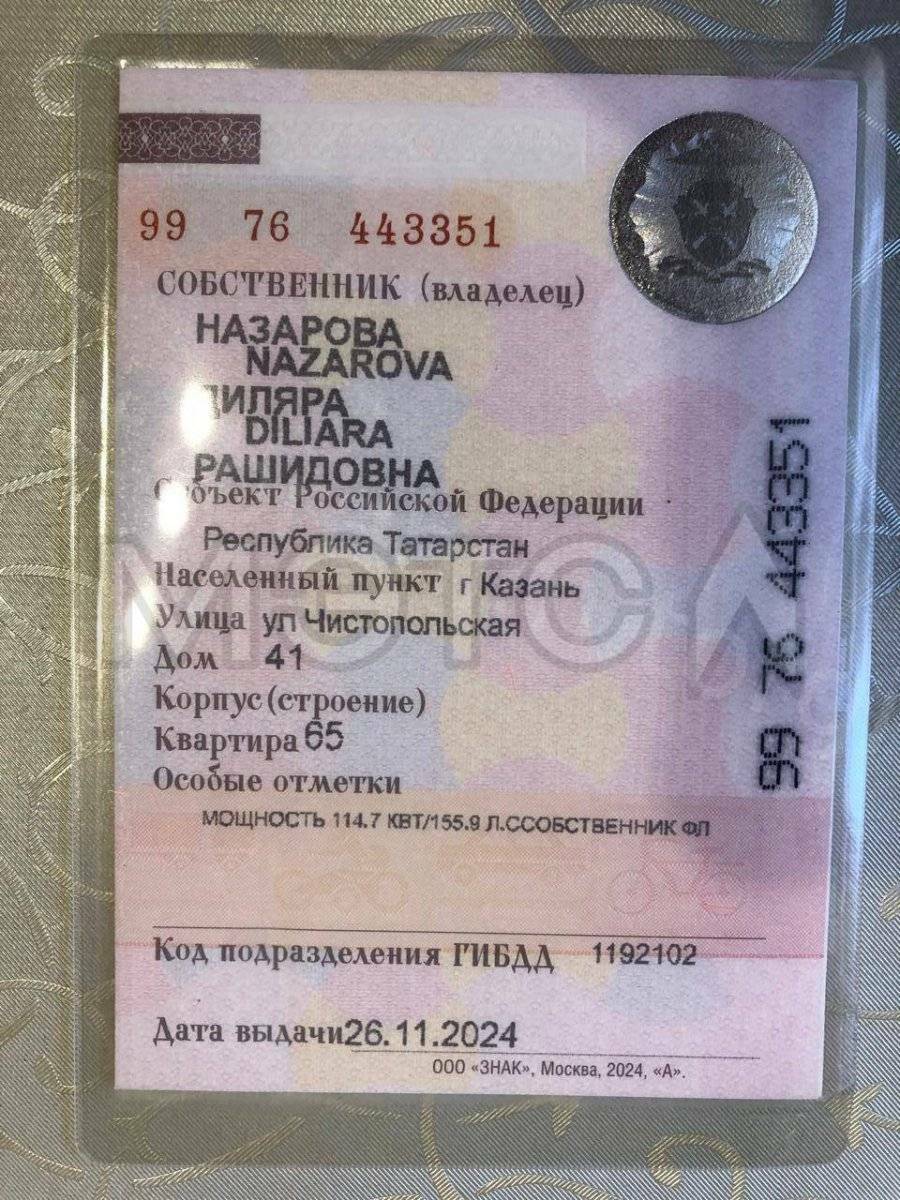 99 76 443351
СОБСТВЕННИК (владелец)
НАЗАРОВА
NAZAROVA
ДИЛЯРА
DILIARA
РАШИДОВНА
Субъект Российской Федерации
Республика Татарстан
Населенный пункт г Казань
Улица ул Чистопольская
Дом 41
Корпус (строение)
Квартира 65
Особые отметки
МОЩНОСТЬ 114.7 КВТ/155.9 Л.ССОБСТВЕННИК ФЛ
Код подразделения ГИБДД 1192102
Дата выдачи 26.11.2024
ООО «ЗНАК», Москва, 2024, «А».
99 76 443351